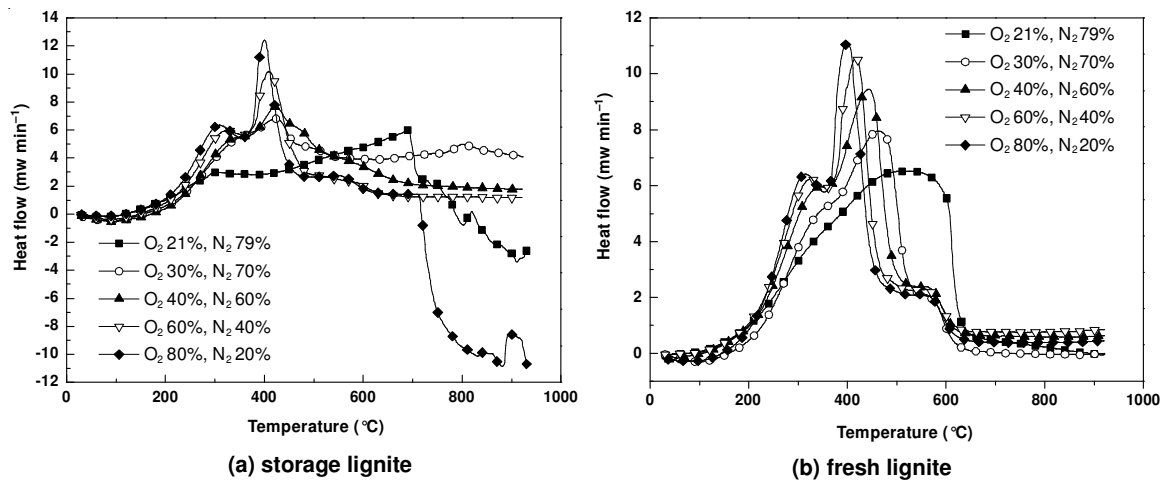 14
12
10
8
6
4
2
0
-2
-4
-6
-8
-10
-12
Heat flow (mw min⁻¹)
O₂ 21%, N₂ 79%
O₂ 30%, N₂ 70%
O₂ 40%, N₂ 60%
O₂ 60%, N₂ 40%
O₂ 80%, N₂ 20%
0 200 400 600 800 1000
Temperature (°C)
(a) storage lignite
12
10
8
6
4
2
0
Heat flow (mw min⁻¹)
O₂ 21%, N₂ 79%
O₂ 30%, N₂ 70%
O₂ 40%, N₂ 60%
O₂ 60%, N₂ 40%
O₂ 80%, N₂ 20%
0 200 400 600 800 1000
Temperature (°C)
(b) fresh lignite